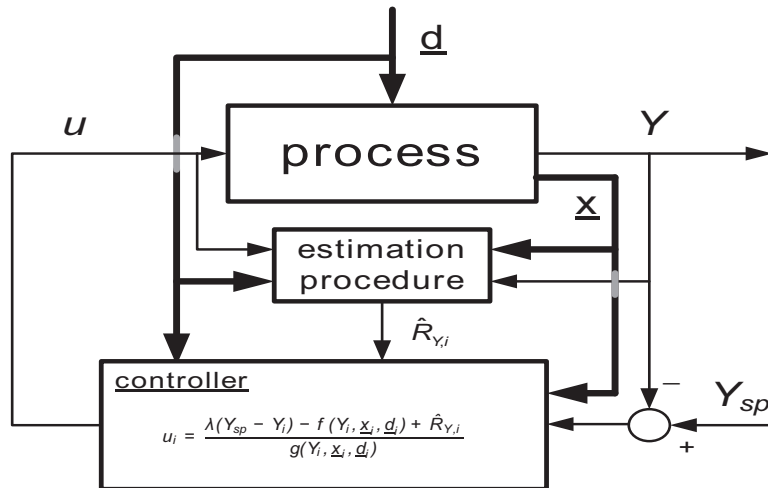 d
u
process
Y
x
estimation
procedure
R̂Y,i
controller
ui = λ(Ysp − Yi) − f (Yi, xi, di) + R̂Y,i
g(Yi, xi, di)
−
Ysp
+